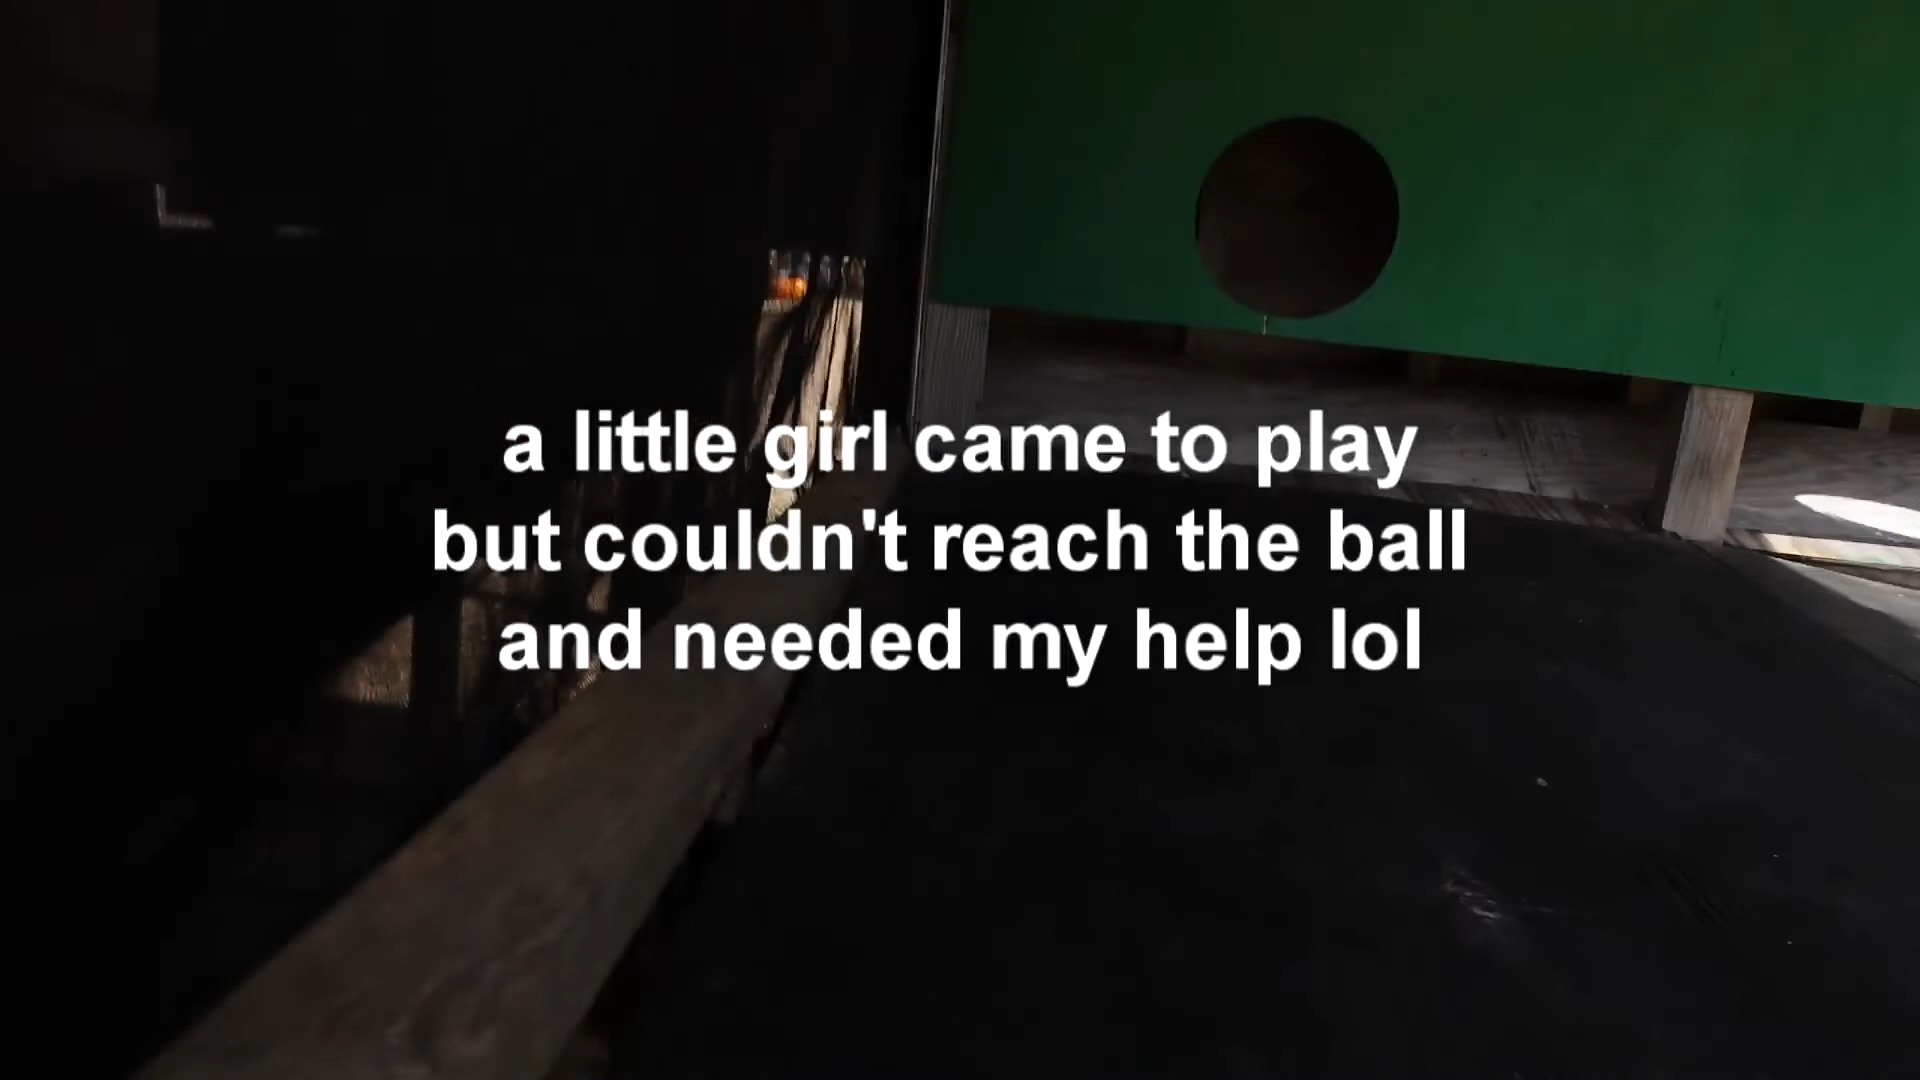 a little girl came to play
but couldn't reach the ball
and needed my help lol